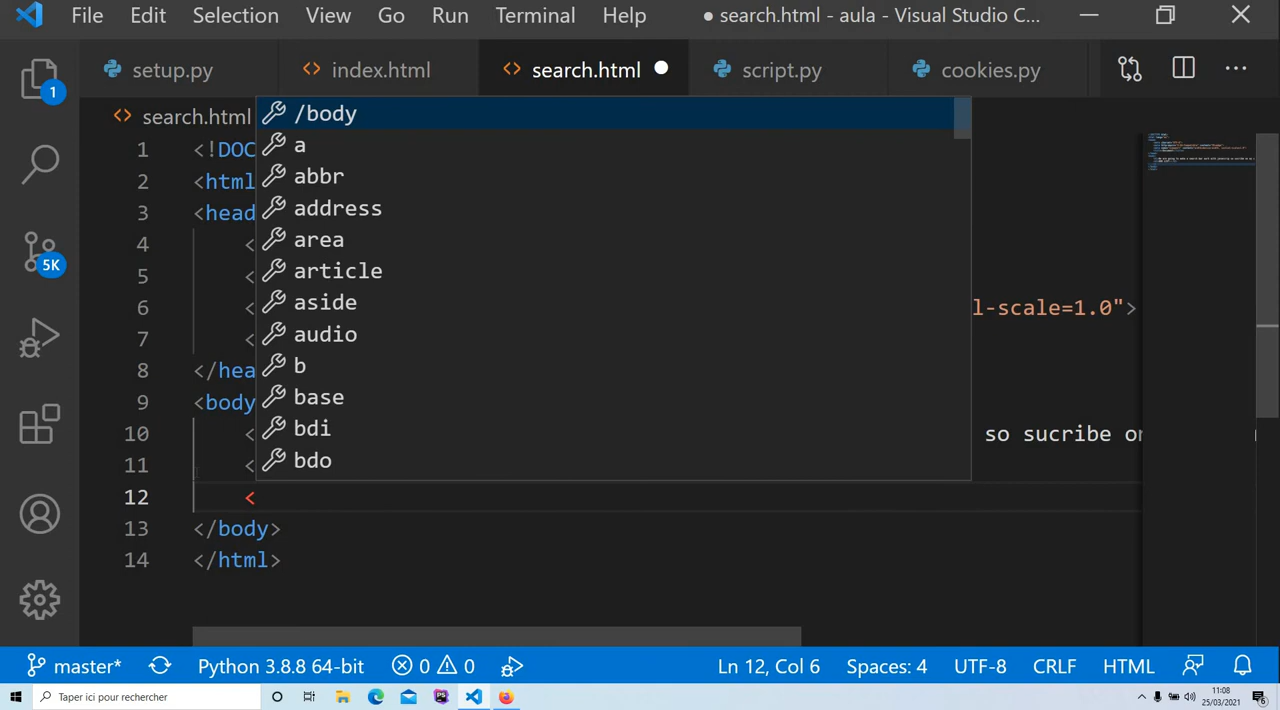 File Edit Selection View Go Run Terminal Help ● search.html - aula - Visual Studio C...
setup.py index.html search.html script.py cookies.py
1
5K
search.html
/body
a
abbr
address
area
article
aside
audio
b
base
bdi
bdo
1 <!DOC
2 <html
3 <head
4 <
5 <
6 < l-scale=1.0">
7 <
8 </hea
9 <body
10 < so sucribe or
11 <
12 <
13 </body>
14 </html>
master* Python 3.8.8 64-bit 0 0 Ln 12, Col 6 Spaces: 4 UTF-8 CRLF HTML
Taper ici pour rechercher
11:08
25/03/2021